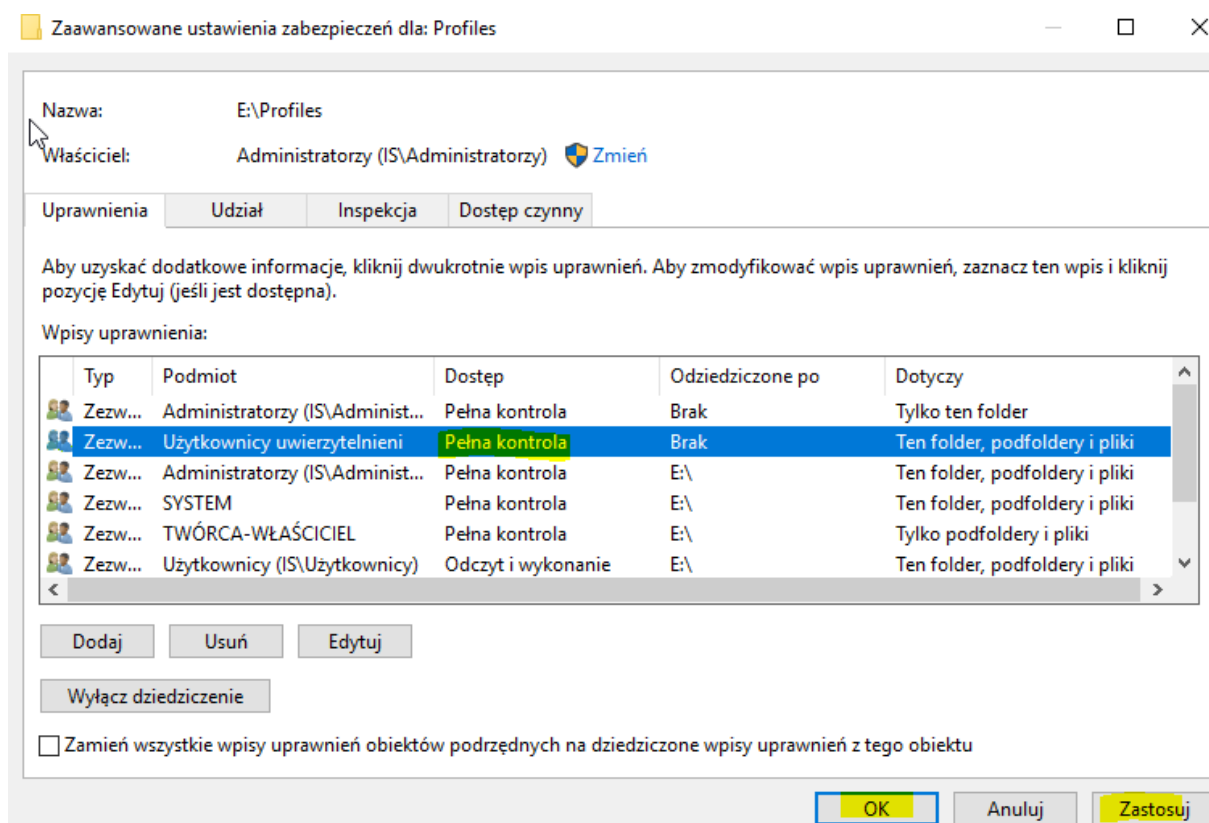 Zaawansowane ustawienia zabezpieczeń dla: Profiles
Nazwa: E:\Profiles
Właściciel: Administratorzy (IS\Administratorzy) Zmień
Uprawnienia Udział Inspekcja Dostęp czynny
Aby uzyskać dodatkowe informacje, kliknij dwukrotnie wpis uprawnień. Aby zmodyfikować wpis uprawnień, zaznacz ten wpis i kliknij
pozycję Edytuj (jeśli jest dostępna).
Wpisy uprawnienia:
Typ Podmiot Dostęp Odziedziczone po Dotyczy
Zezw... Administratorzy (IS\Administ... Pełna kontrola Brak Tylko ten folder
Zezw... Użytkownicy uwierzytelnieni Pełna kontrola Brak Ten folder, podfoldery i pliki
Zezw... Administratorzy (IS\Administ... Pełna kontrola E:\ Ten folder, podfoldery i pliki
Zezw... SYSTEM Pełna kontrola E:\ Ten folder, podfoldery i pliki
Zezw... TWÓRCA-WŁAŚCICIEL Pełna kontrola E:\ Tylko podfoldery i pliki
Zezw... Użytkownicy (IS\Użytkownicy) Odczyt i wykonanie E:\ Ten folder, podfoldery i pliki
Dodaj Usuń Edytuj
Wyłącz dziedziczenie
Zamień wszystkie wpisy uprawnień obiektów podrzędnych na dziedziczone wpisy uprawnień z tego obiektu
OK Anuluj Zastosuj